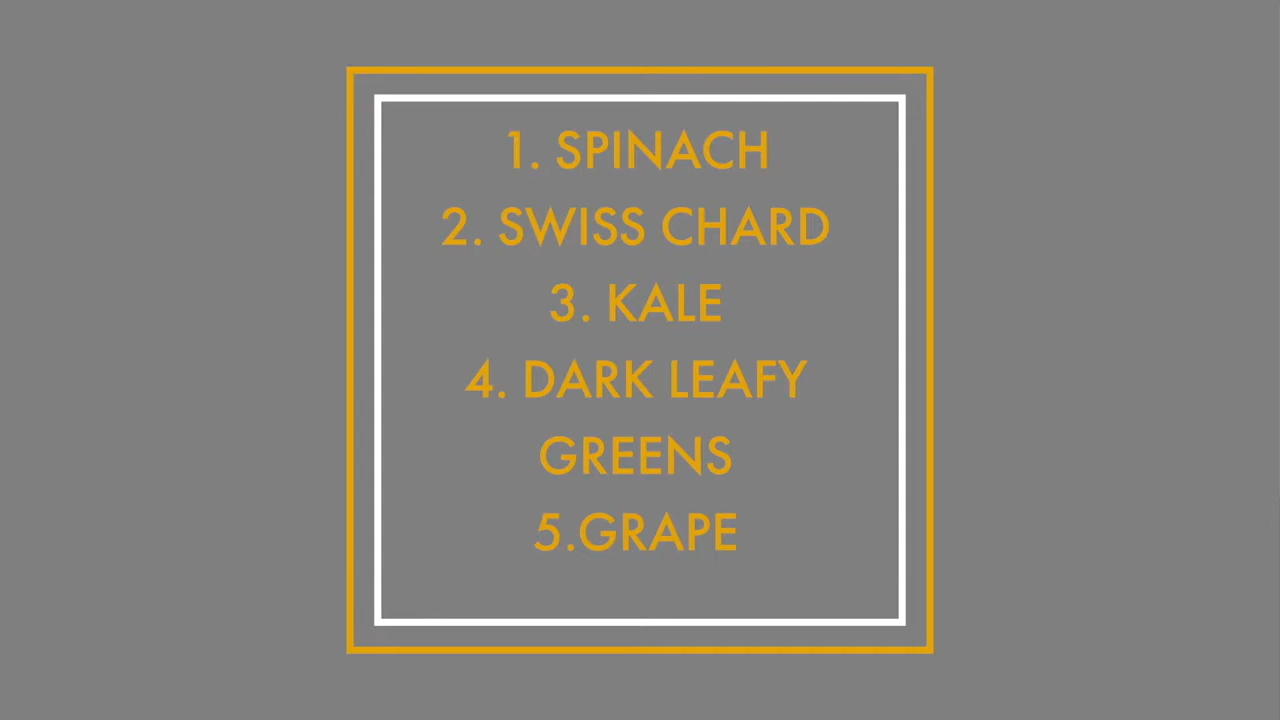 1. SPINACH
2. SWISS CHARD
3. KALE
4. DARK LEAFY
GREENS
5.GRAPE